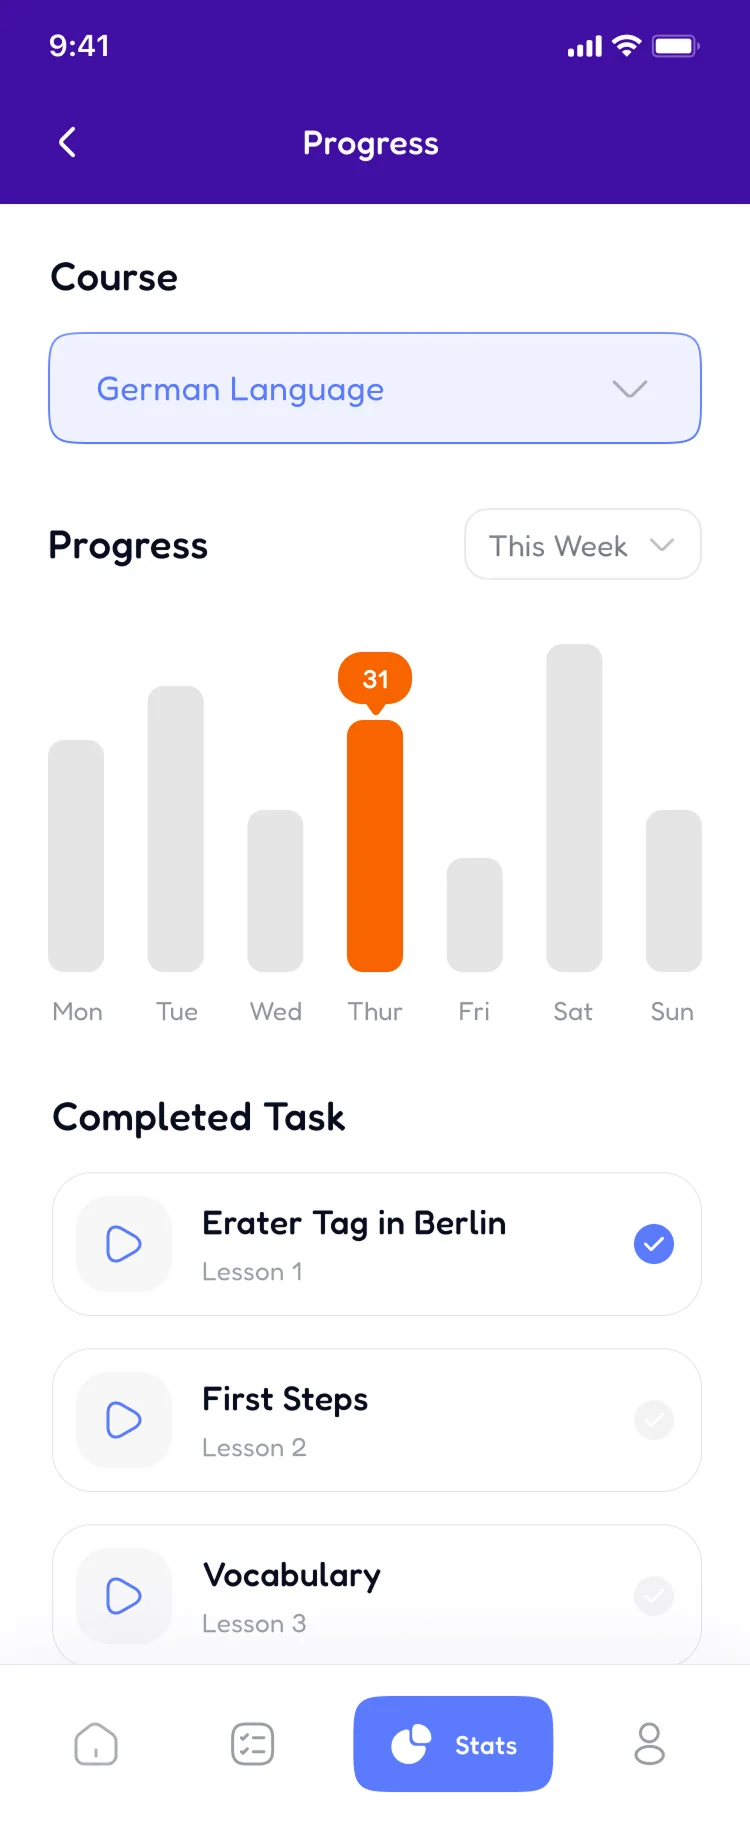 9:41
Progress
Course
German Language
Progress
This Week
31
Mon Tue Wed Thur Fri Sat Sun
Completed Task
Erater Tag in Berlin
Lesson 1
First Steps
Lesson 2
Vocabulary
Lesson 3
Stats